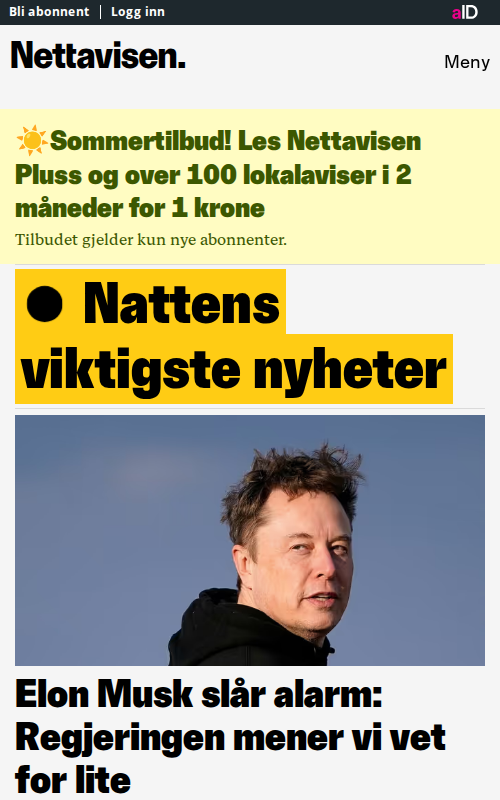 Bli abonnent | Logg inn
aID
Nettavisen.
Meny
☀️Sommertilbud! Les Nettavisen
Pluss og over 100 lokalaviser i 2
måneder for 1 krone
Tilbudet gjelder kun nye abonnenter.
● Nattens
viktigste nyheter
Elon Musk slår alarm:
Regjeringen mener vi vet
for lite